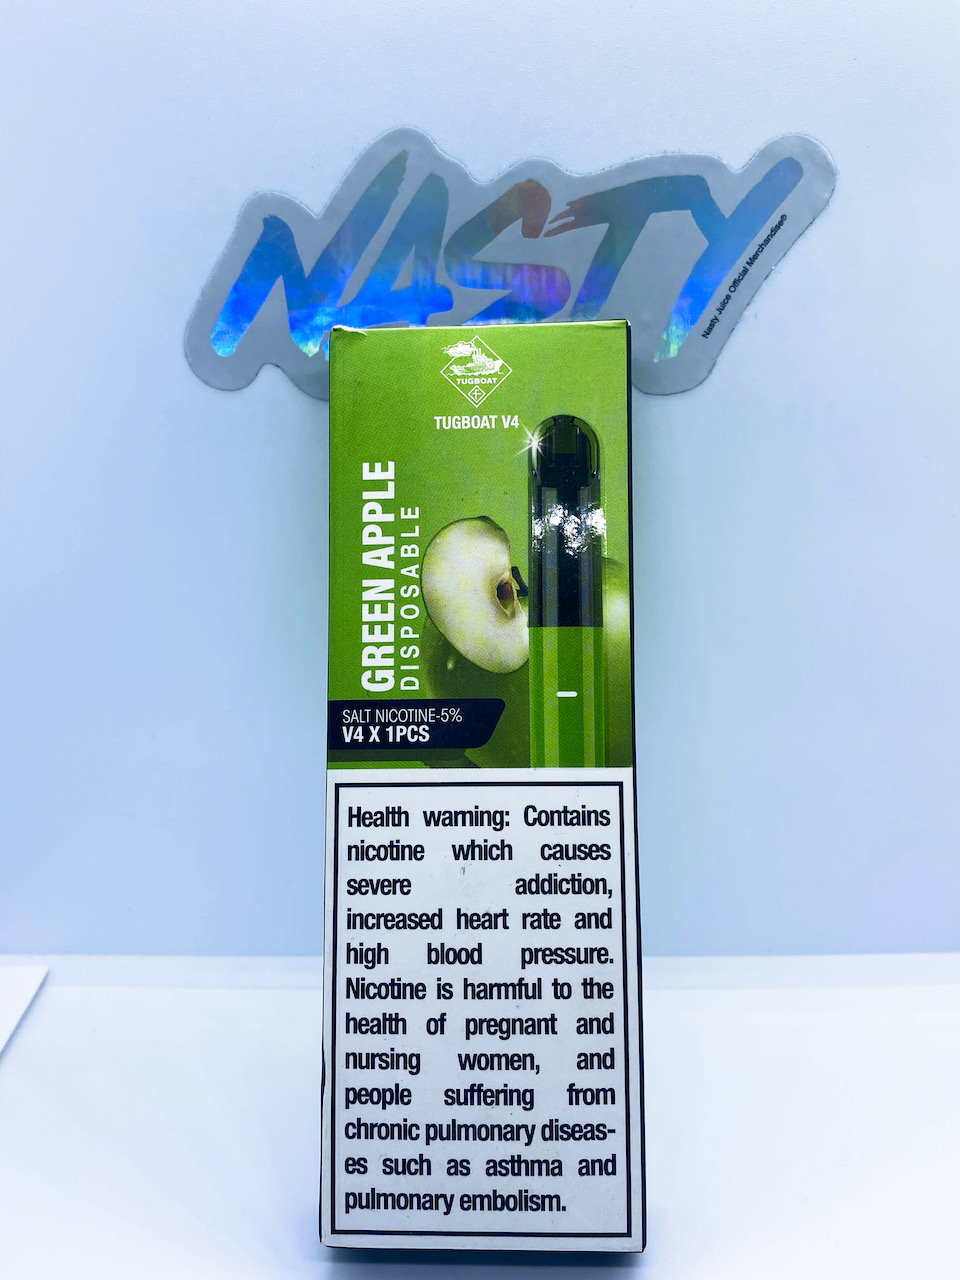 NASTY
Nasty Juice Official Merchandise®
TUGBOAT
TUGBOAT V4
GREEN APPLE
DISPOSABLE
SALT NICOTINE-5%
V4 X 1PCS
Health warning: Contains
nicotine which causes
severe addiction,
increased heart rate and
high blood pressure.
Nicotine is harmful to the
health of pregnant and
nursing women, and
people suffering from
chronic pulmonary diseas-
es such as asthma and
pulmonary embolism.